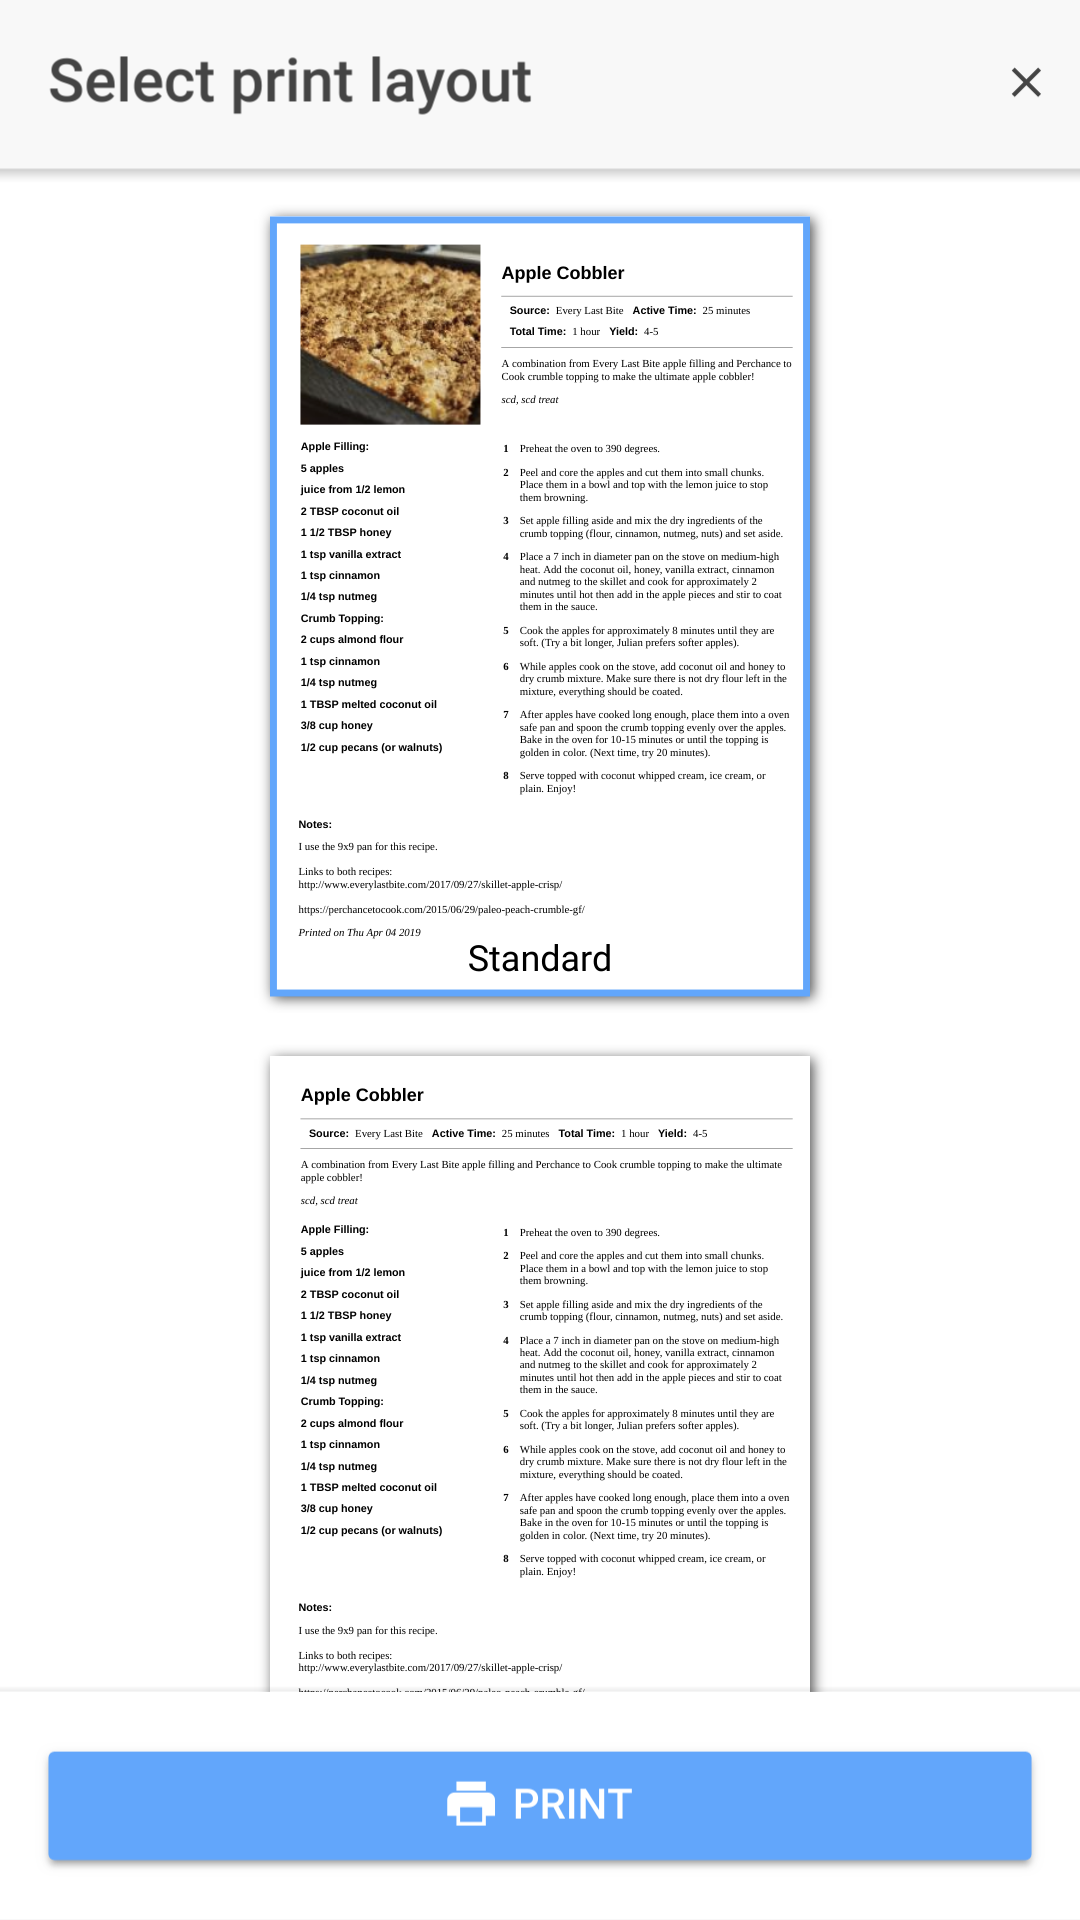 Select print layout
Apple Cobbler
Source: Every Last Bite Active Time: 25 minutes
Total Time: 1 hour Yield: 4-5
A combination from Every Last Bite apple filling and Perchance to
Cook crumble topping to make the ultimate apple cobbler!
scd, scd treat
Apple Filling:
5 apples
juice from 1/2 lemon
2 TBSP coconut oil
1 1/2 TBSP honey
1 tsp vanilla extract
1 tsp cinnamon
1/4 tsp nutmeg
Crumb Topping:
2 cups almond flour
1 tsp cinnamon
1/4 tsp nutmeg
1 TBSP melted coconut oil
3/8 cup honey
1/2 cup pecans (or walnuts)
1 Preheat the oven to 390 degrees.
2 Peel and core the apples and cut them into small chunks.
Place them in a bowl and top with the lemon juice to stop
them browning.
3 Set apple filling aside and mix the dry ingredients of the
crumb topping (flour, cinnamon, nutmeg, nuts) and set aside.
4 Place a 7 inch in diameter pan on the stove on medium-high
heat. Add the coconut oil, honey, vanilla extract, cinnamon
and nutmeg to the skillet and cook for approximately 2
minutes until hot then add in the apple pieces and stir to coat
them in the sauce.
5 Cook the apples for approximately 8 minutes until they are
soft. (Try a bit longer, Julian prefers softer apples).
6 While apples cook on the stove, add coconut oil and honey to
dry crumb mixture. Make sure there is not dry flour left in the
mixture, everything should be coated.
7 After apples have cooked long enough, place them into a oven
safe pan and spoon the crumb topping evenly over the apples.
Bake in the oven for 10-15 minutes or until the topping is
golden in color. (Next time, try 20 minutes).
8 Serve topped with coconut whipped cream, ice cream, or
plain. Enjoy!
Notes:
I use the 9x9 pan for this recipe.
Links to both recipes:
http://www.everylastbite.com/2017/09/27/skillet-apple-crisp/
https://perchancetocook.com/2015/06/29/paleo-peach-crumble-gf/
Printed on Thu Apr 04 2019
Standard
Apple Cobbler
Source: Every Last Bite Active Time: 25 minutes Total Time: 1 hour Yield: 4-5
A combination from Every Last Bite apple filling and Perchance to Cook crumble topping to make the ultimate
apple cobbler!
scd, scd treat
Apple Filling:
5 apples
juice from 1/2 lemon
2 TBSP coconut oil
1 1/2 TBSP honey
1 tsp vanilla extract
1 tsp cinnamon
1/4 tsp nutmeg
Crumb Topping:
2 cups almond flour
1 tsp cinnamon
1/4 tsp nutmeg
1 TBSP melted coconut oil
3/8 cup honey
1/2 cup pecans (or walnuts)
1 Preheat the oven to 390 degrees.
2 Peel and core the apples and cut them into small chunks.
Place them in a bowl and top with the lemon juice to stop
them browning.
3 Set apple filling aside and mix the dry ingredients of the
crumb topping (flour, cinnamon, nutmeg, nuts) and set aside.
4 Place a 7 inch in diameter pan on the stove on medium-high
heat. Add the coconut oil, honey, vanilla extract, cinnamon
and nutmeg to the skillet and cook for approximately 2
minutes until hot then add in the apple pieces and stir to coat
them in the sauce.
5 Cook the apples for approximately 8 minutes until they are
soft. (Try a bit longer, Julian prefers softer apples).
6 While apples cook on the stove, add coconut oil and honey to
dry crumb mixture. Make sure there is not dry flour left in the
mixture, everything should be coated.
7 After apples have cooked long enough, place them into a oven
safe pan and spoon the crumb topping evenly over the apples.
Bake in the oven for 10-15 minutes or until the topping is
golden in color. (Next time, try 20 minutes).
8 Serve topped with coconut whipped cream, ice cream, or
plain. Enjoy!
Notes:
I use the 9x9 pan for this recipe.
Links to both recipes:
http://www.everylastbite.com/2017/09/27/skillet-apple-crisp/
PRINT